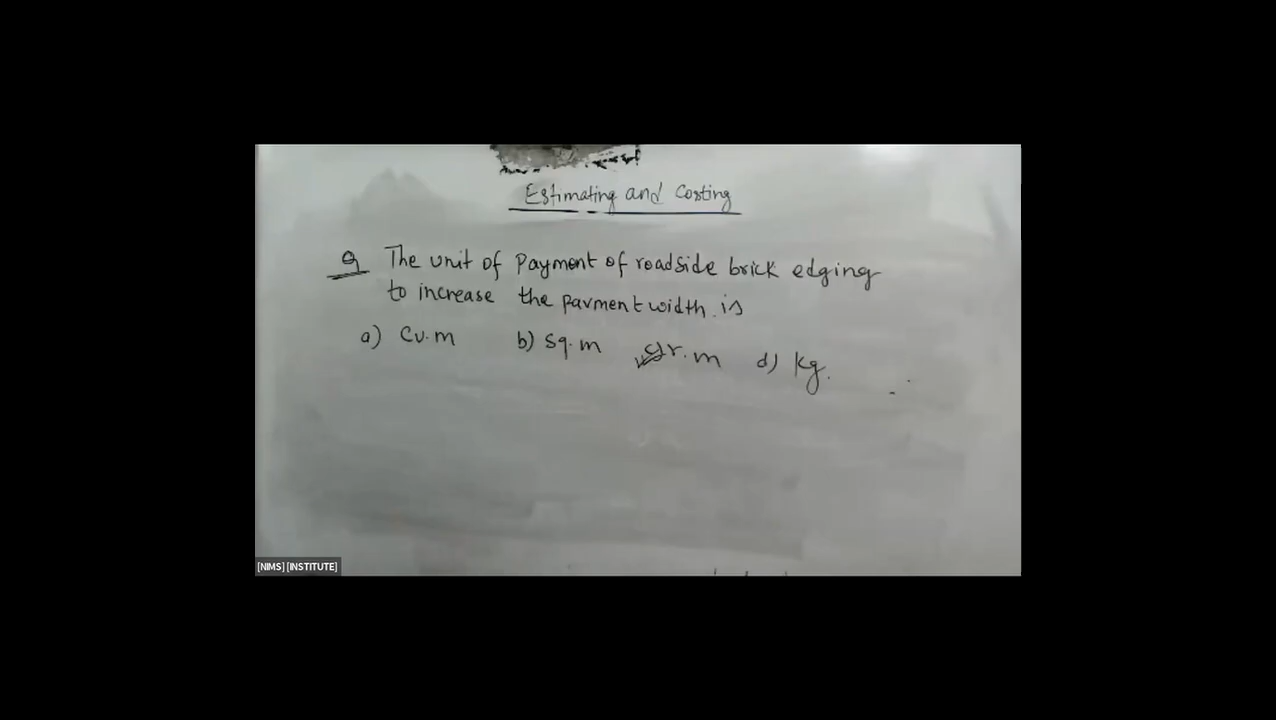 Estimating and Costing
Q The unit of Payment of roadside brick edging
to increase the pavment width is
a) Cu.m b) Sq.m c) r.m d) kg.
[NIMS] [INSTITUTE]